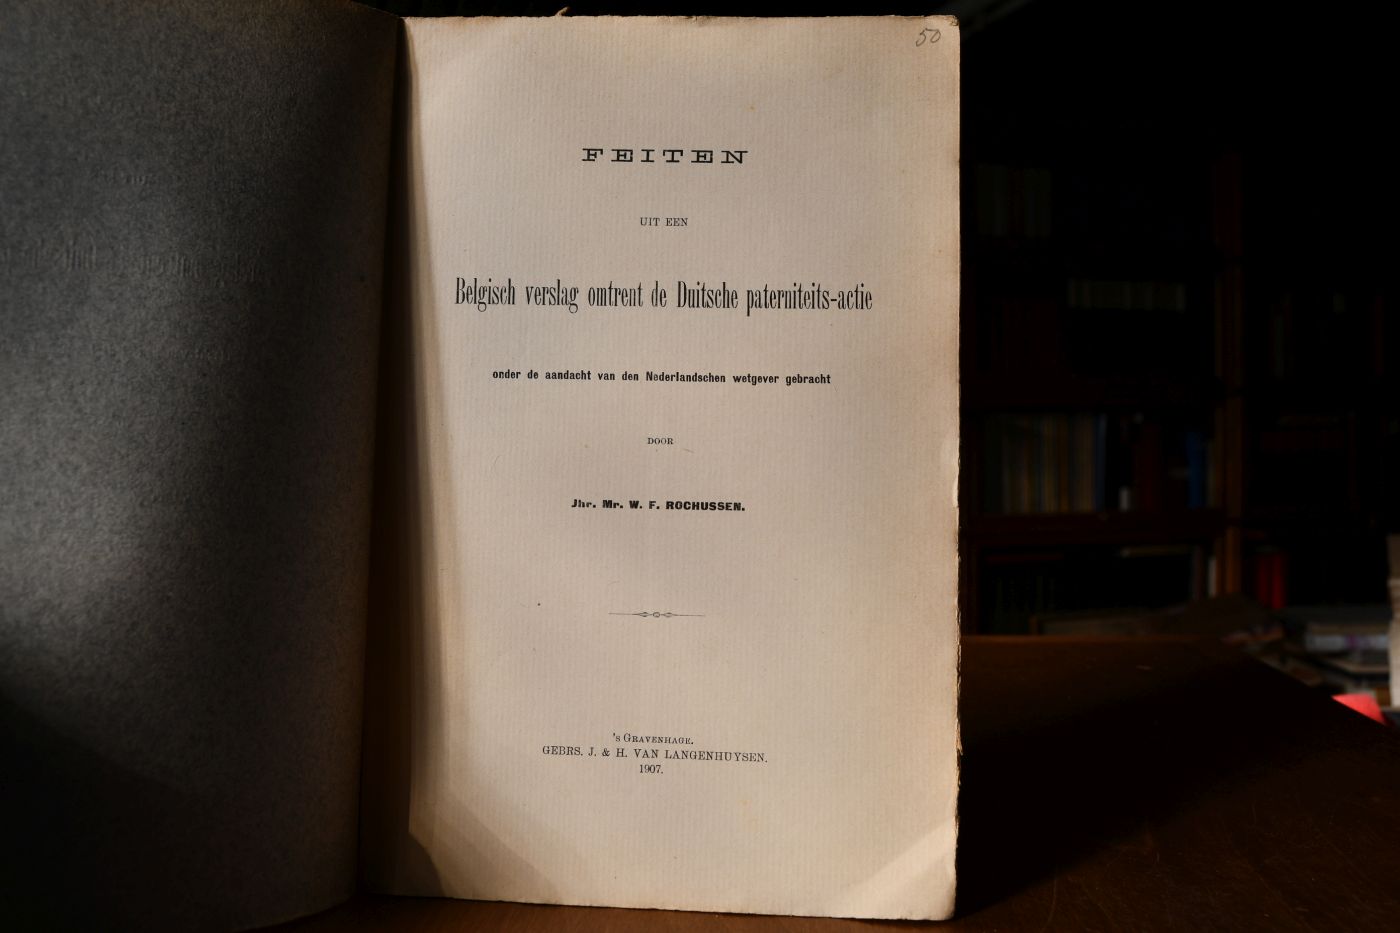 50
FEITEN
UIT EEN
Belgisch verslag omtrent de Duitsche paterniteits-actie
onder de aandacht van den Nederlandschen wetgever gebracht
DOOR
Jhr. Mr. W. F. ROCHUSSEN.
's GRAVENHAGE.
GEBRS. J. & H. VAN LANGENHUYSEN.
1907.